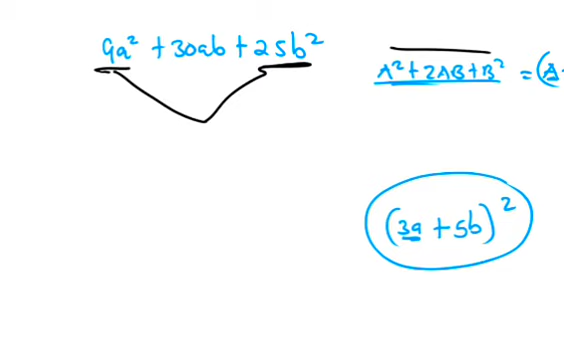 9a² + 30ab + 25b²
A² + 2AB + B² = (A
(3a + 5b)²